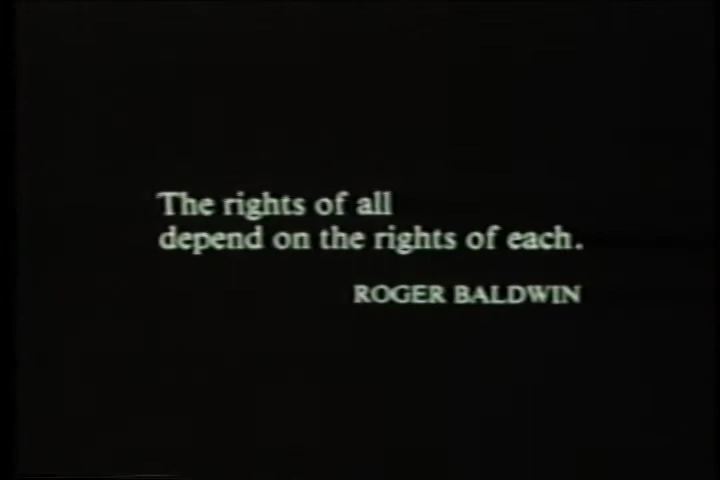 The rights of all
depend on the rights of each.
ROGER BALDWIN